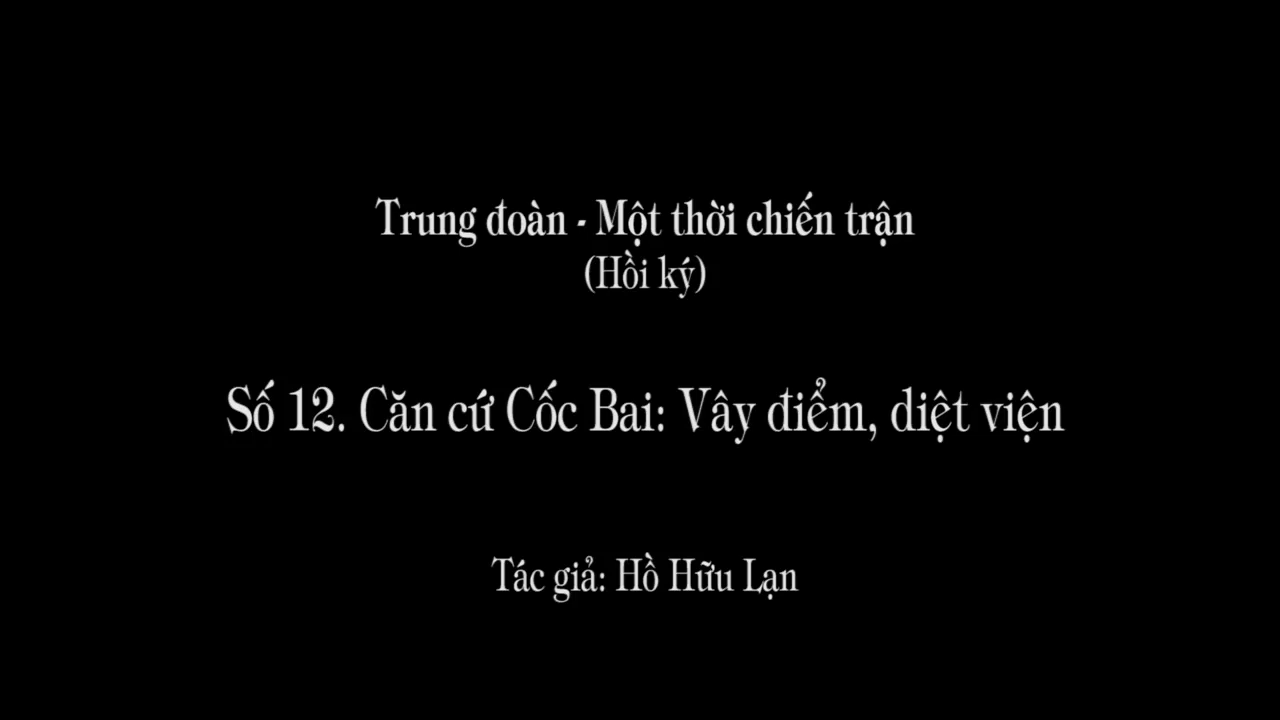 Trung đoàn - Một thời chiến trận
(Hồi ký)
Số 12. Căn cứ Cốc Bai: Vây điểm, diệt viện
Tác giả: Hồ Hữu Lạn